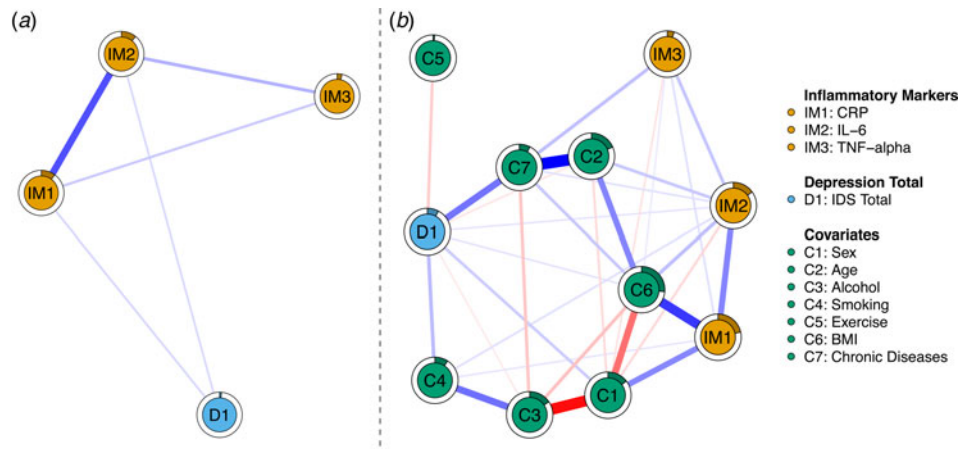 (a)
IM2
IM3
IM1
D1
(b)
C5
IM3
C7
C2
IM2
D1
C6
IM1
C4
C3
C1
Inflammatory Markers
IM1: CRP
IM2: IL−6
IM3: TNF−alpha
Depression Total
D1: IDS Total
Covariates
C1: Sex
C2: Age
C3: Alcohol
C4: Smoking
C5: Exercise
C6: BMI
C7: Chronic Diseases